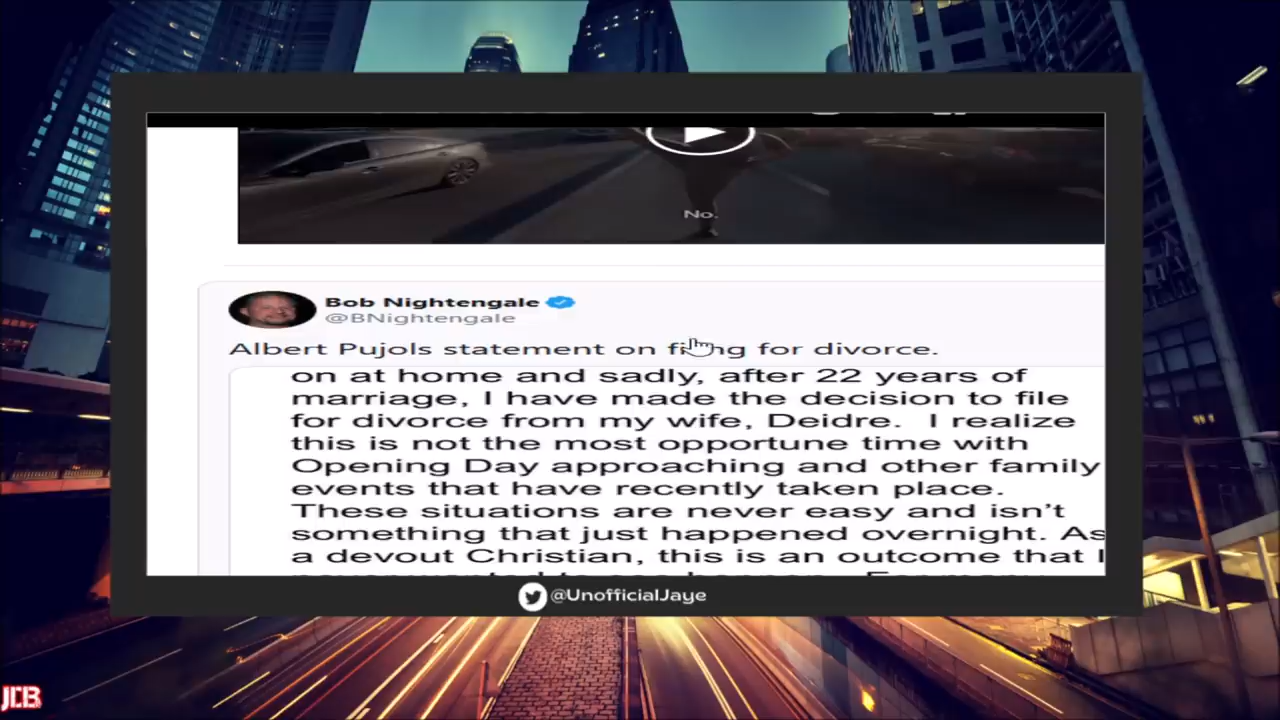 No.
Bob Nightengale
@BNightengale
Albert Pujols statement on filing for divorce.
on at home and sadly, after 22 years of
marriage, I have made the decision to file
for divorce from my wife, Deidre. I realize
this is not the most opportune time with
Opening Day approaching and other family
events that have recently taken place.
These situations are never easy and isn't
something that just happened overnight. As
a devout Christian, this is an outcome that I
@UnofficialJaye
JCB